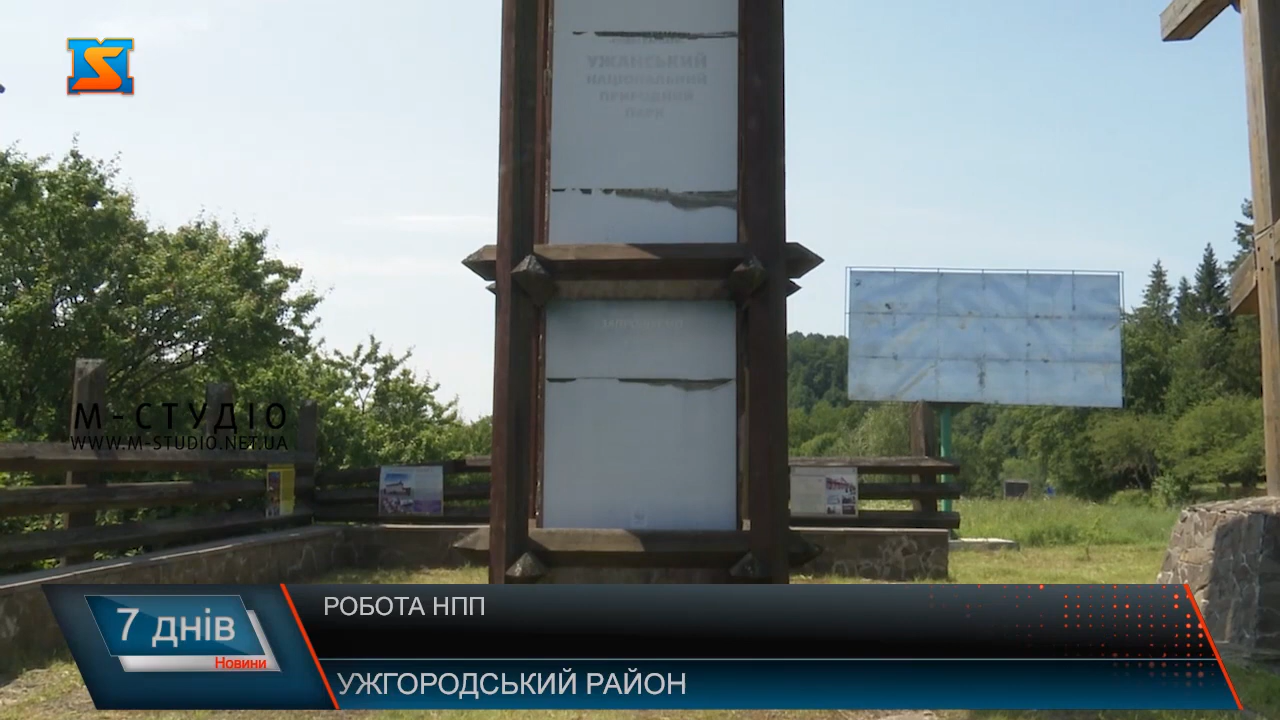 УЖАНСЬКИЙ
НАЦІОНАЛЬНИЙ
ПРИРОДНИЙ
ПАРК
М-СТУДІО
WWW.M-STUDIO.NET.UA
7 днів
Новини
РОБОТА НПП
УЖГОРОДСЬКИЙ РАЙОН